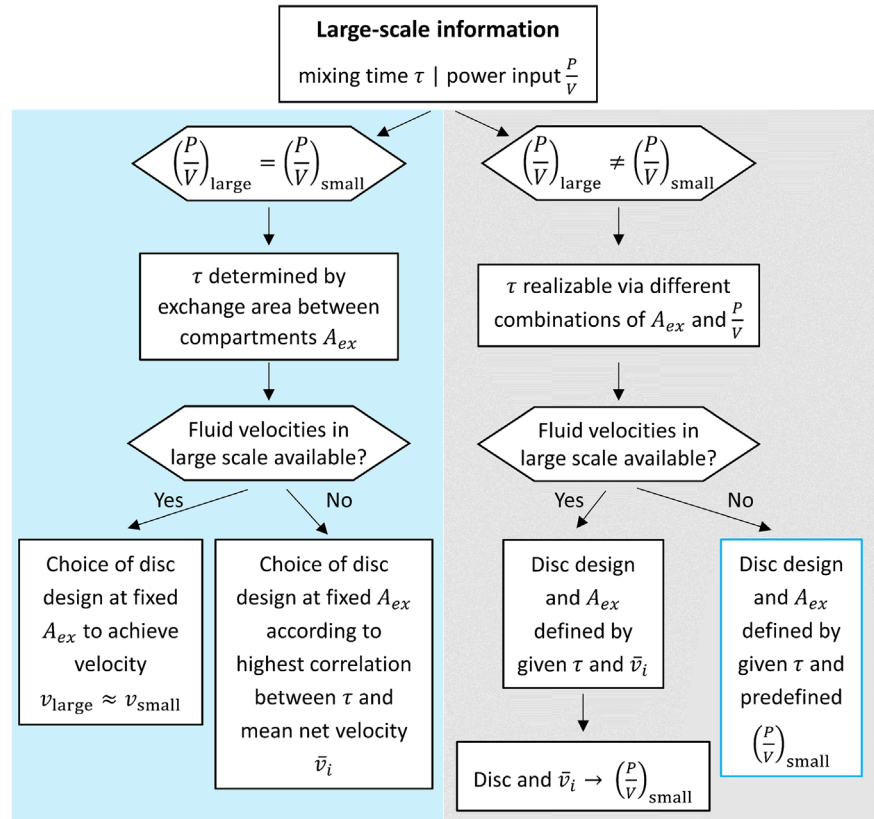 Large-scale information
mixing time τ | power input P/V
(P/V)large = (P/V)small
(P/V)large ≠ (P/V)small
τ determined by
exchange area between
compartments Aex
τ realizable via different
combinations of Aex and P/V
Fluid velocities in
large scale available?
Fluid velocities in
large scale available?
Yes
No
Yes
No
Choice of disc
design at fixed
Aex to achieve
velocity
vlarge ≈ vsmall
Choice of disc
design at fixed Aex
according to
highest correlation
between τ and
mean net velocity
v̄i
Disc design
and Aex
defined by
given τ and v̄i
Disc design
and Aex
defined by
given τ and
predefined
(P/V)small
Disc and v̄i → (P/V)small